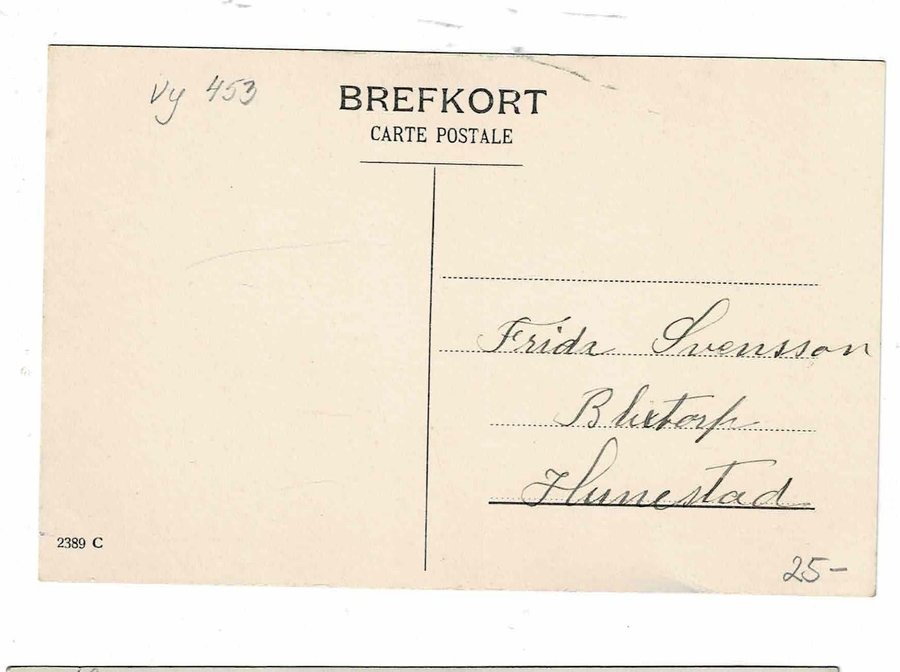 Vy 453
BREFKORT
CARTE POSTALE
Frida Svensson
Blixtorp
Hunestad
2389 C
25-